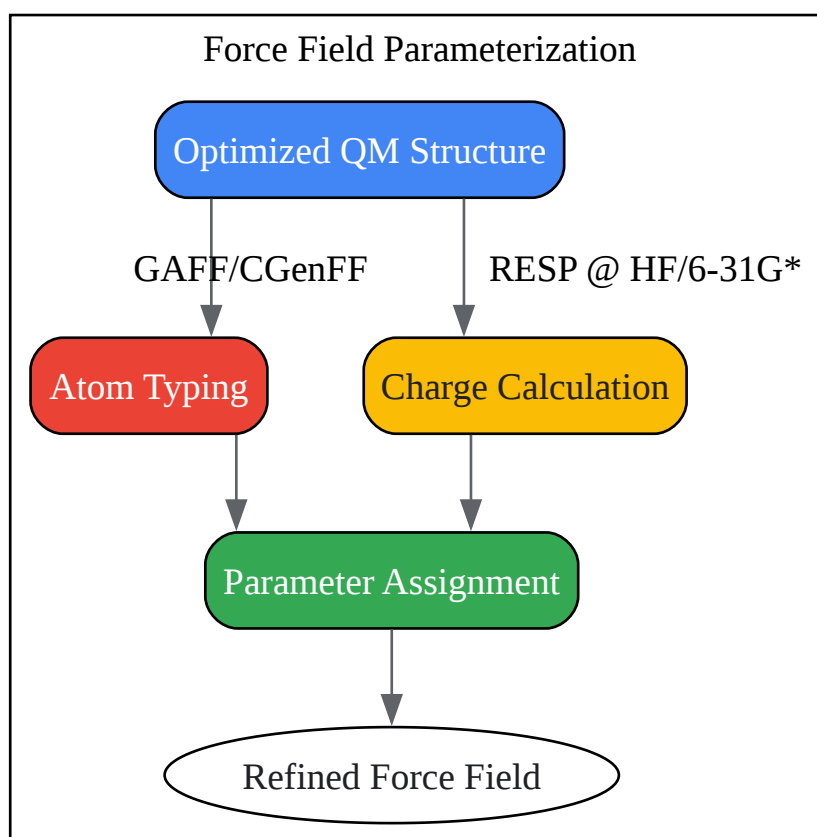 Force Field Parameterization
Optimized QM Structure
GAFF/CGenFF
RESP @ HF/6-31G*
Atom Typing
Charge Calculation
Parameter Assignment
Refined Force Field